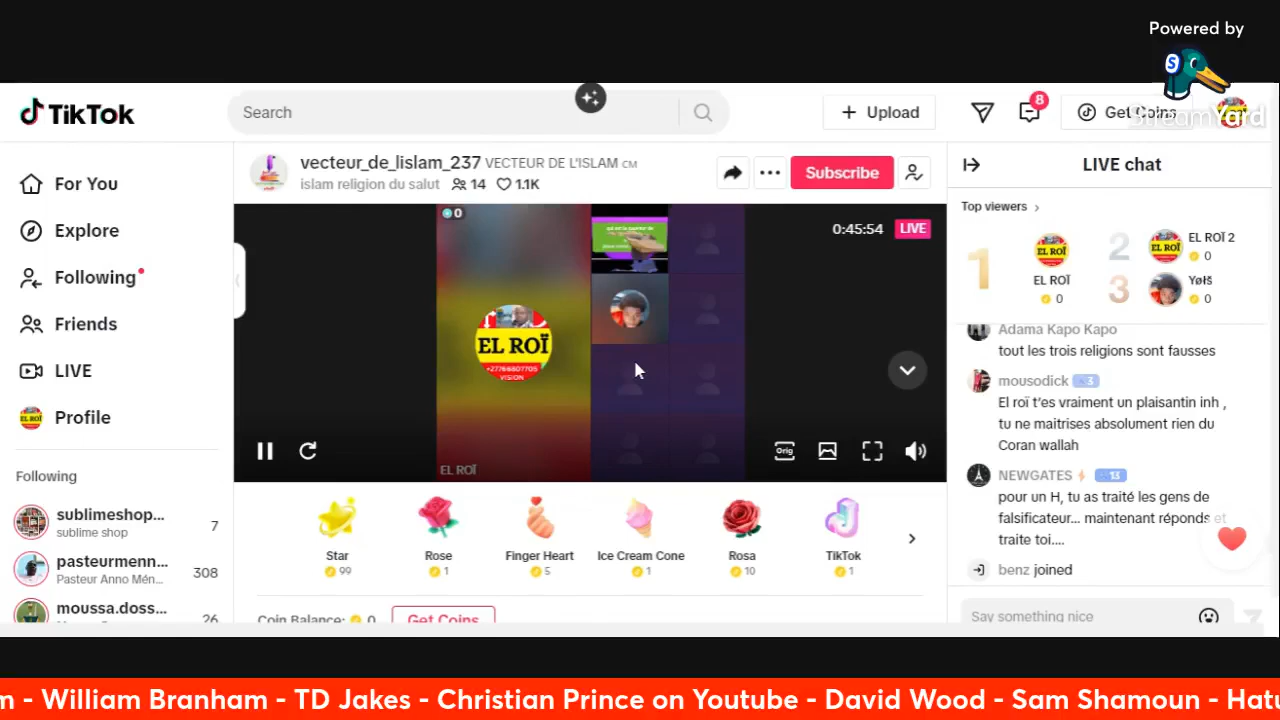 Powered by
StreamYard
TikTok
Search
Upload
8
Get Coins
For You
Explore
Following
Friends
LIVE
Profile
Following
sublimeshop...
sublime shop
7
pasteurmenn...
Pasteur Anno Mén...
308
moussa.doss...
26
vecteur_de_lislam_237 VECTEUR DE L'ISLAM CM
islam religion du salut 14 1.1K
Subscribe
0
0:45:54 LIVE
EL ROÏ
+27766807705
VISION
EL ROÏ
Orig
Star
99
Rose
1
Finger Heart
5
Ice Cream Cone
1
Rosa
10
TikTok
1
Coin Balance: 0
Get Coins
LIVE chat
Top viewers
1
EL ROÏ
EL ROÏ
0
2
EL ROÏ
EL ROÏ 2
0
3
Yøłš
0
Adama Kapo Kapo
tout les trois religions sont fausses
mousodick 3
El roï t'es vraiment un plaisantin inh ,
tu ne maitrises absolument rien du
Coran wallah
NEWGATES 13
pour un H, tu as traité les gens de
falsificateur... maintenant réponds et
traite toi....
benz joined
Say something nice
m - William Branham - TD Jakes - Christian Prince on Youtube - David Wood - Sam Shamoun - Hatu